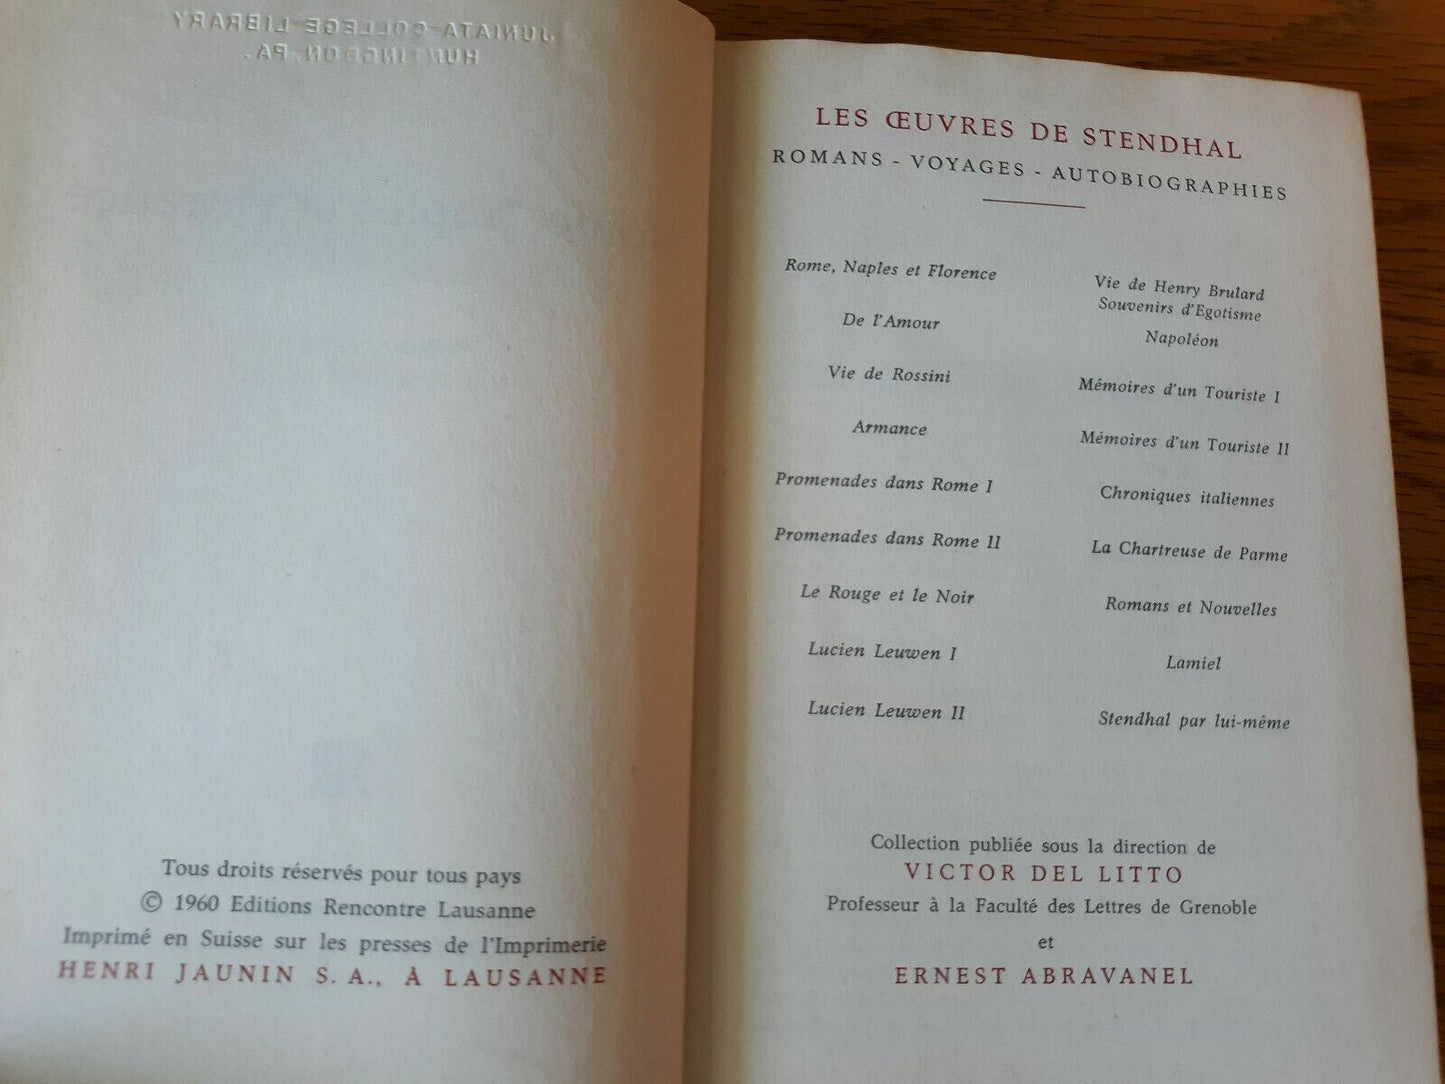 JUNIATA COLLEGE LIBRARY
HUNTINGDON, PA.
Tous droits réservés pour tous pays
© 1960 Editions Rencontre Lausanne
Imprimé en Suisse sur les presses de l'Imprimerie
HENRI JAUNIN S. A., À LAUSANNE
LES ŒUVRES DE STENDHAL
ROMANS - VOYAGES - AUTOBIOGRAPHIES
Rome, Naples et Florence
De l'Amour
Vie de Rossini
Armance
Promenades dans Rome I
Promenades dans Rome II
Le Rouge et le Noir
Lucien Leuwen I
Lucien Leuwen II
Vie de Henry Brulard
Souvenirs d'Egotisme
Napoléon
Mémoires d'un Touriste I
Mémoires d'un Touriste II
Chroniques italiennes
La Chartreuse de Parme
Romans et Nouvelles
Lamiel
Stendhal par lui-même
Collection publiée sous la direction de
VICTOR DEL LITTO
Professeur à la Faculté des Lettres de Grenoble
et
ERNEST ABRAVANEL